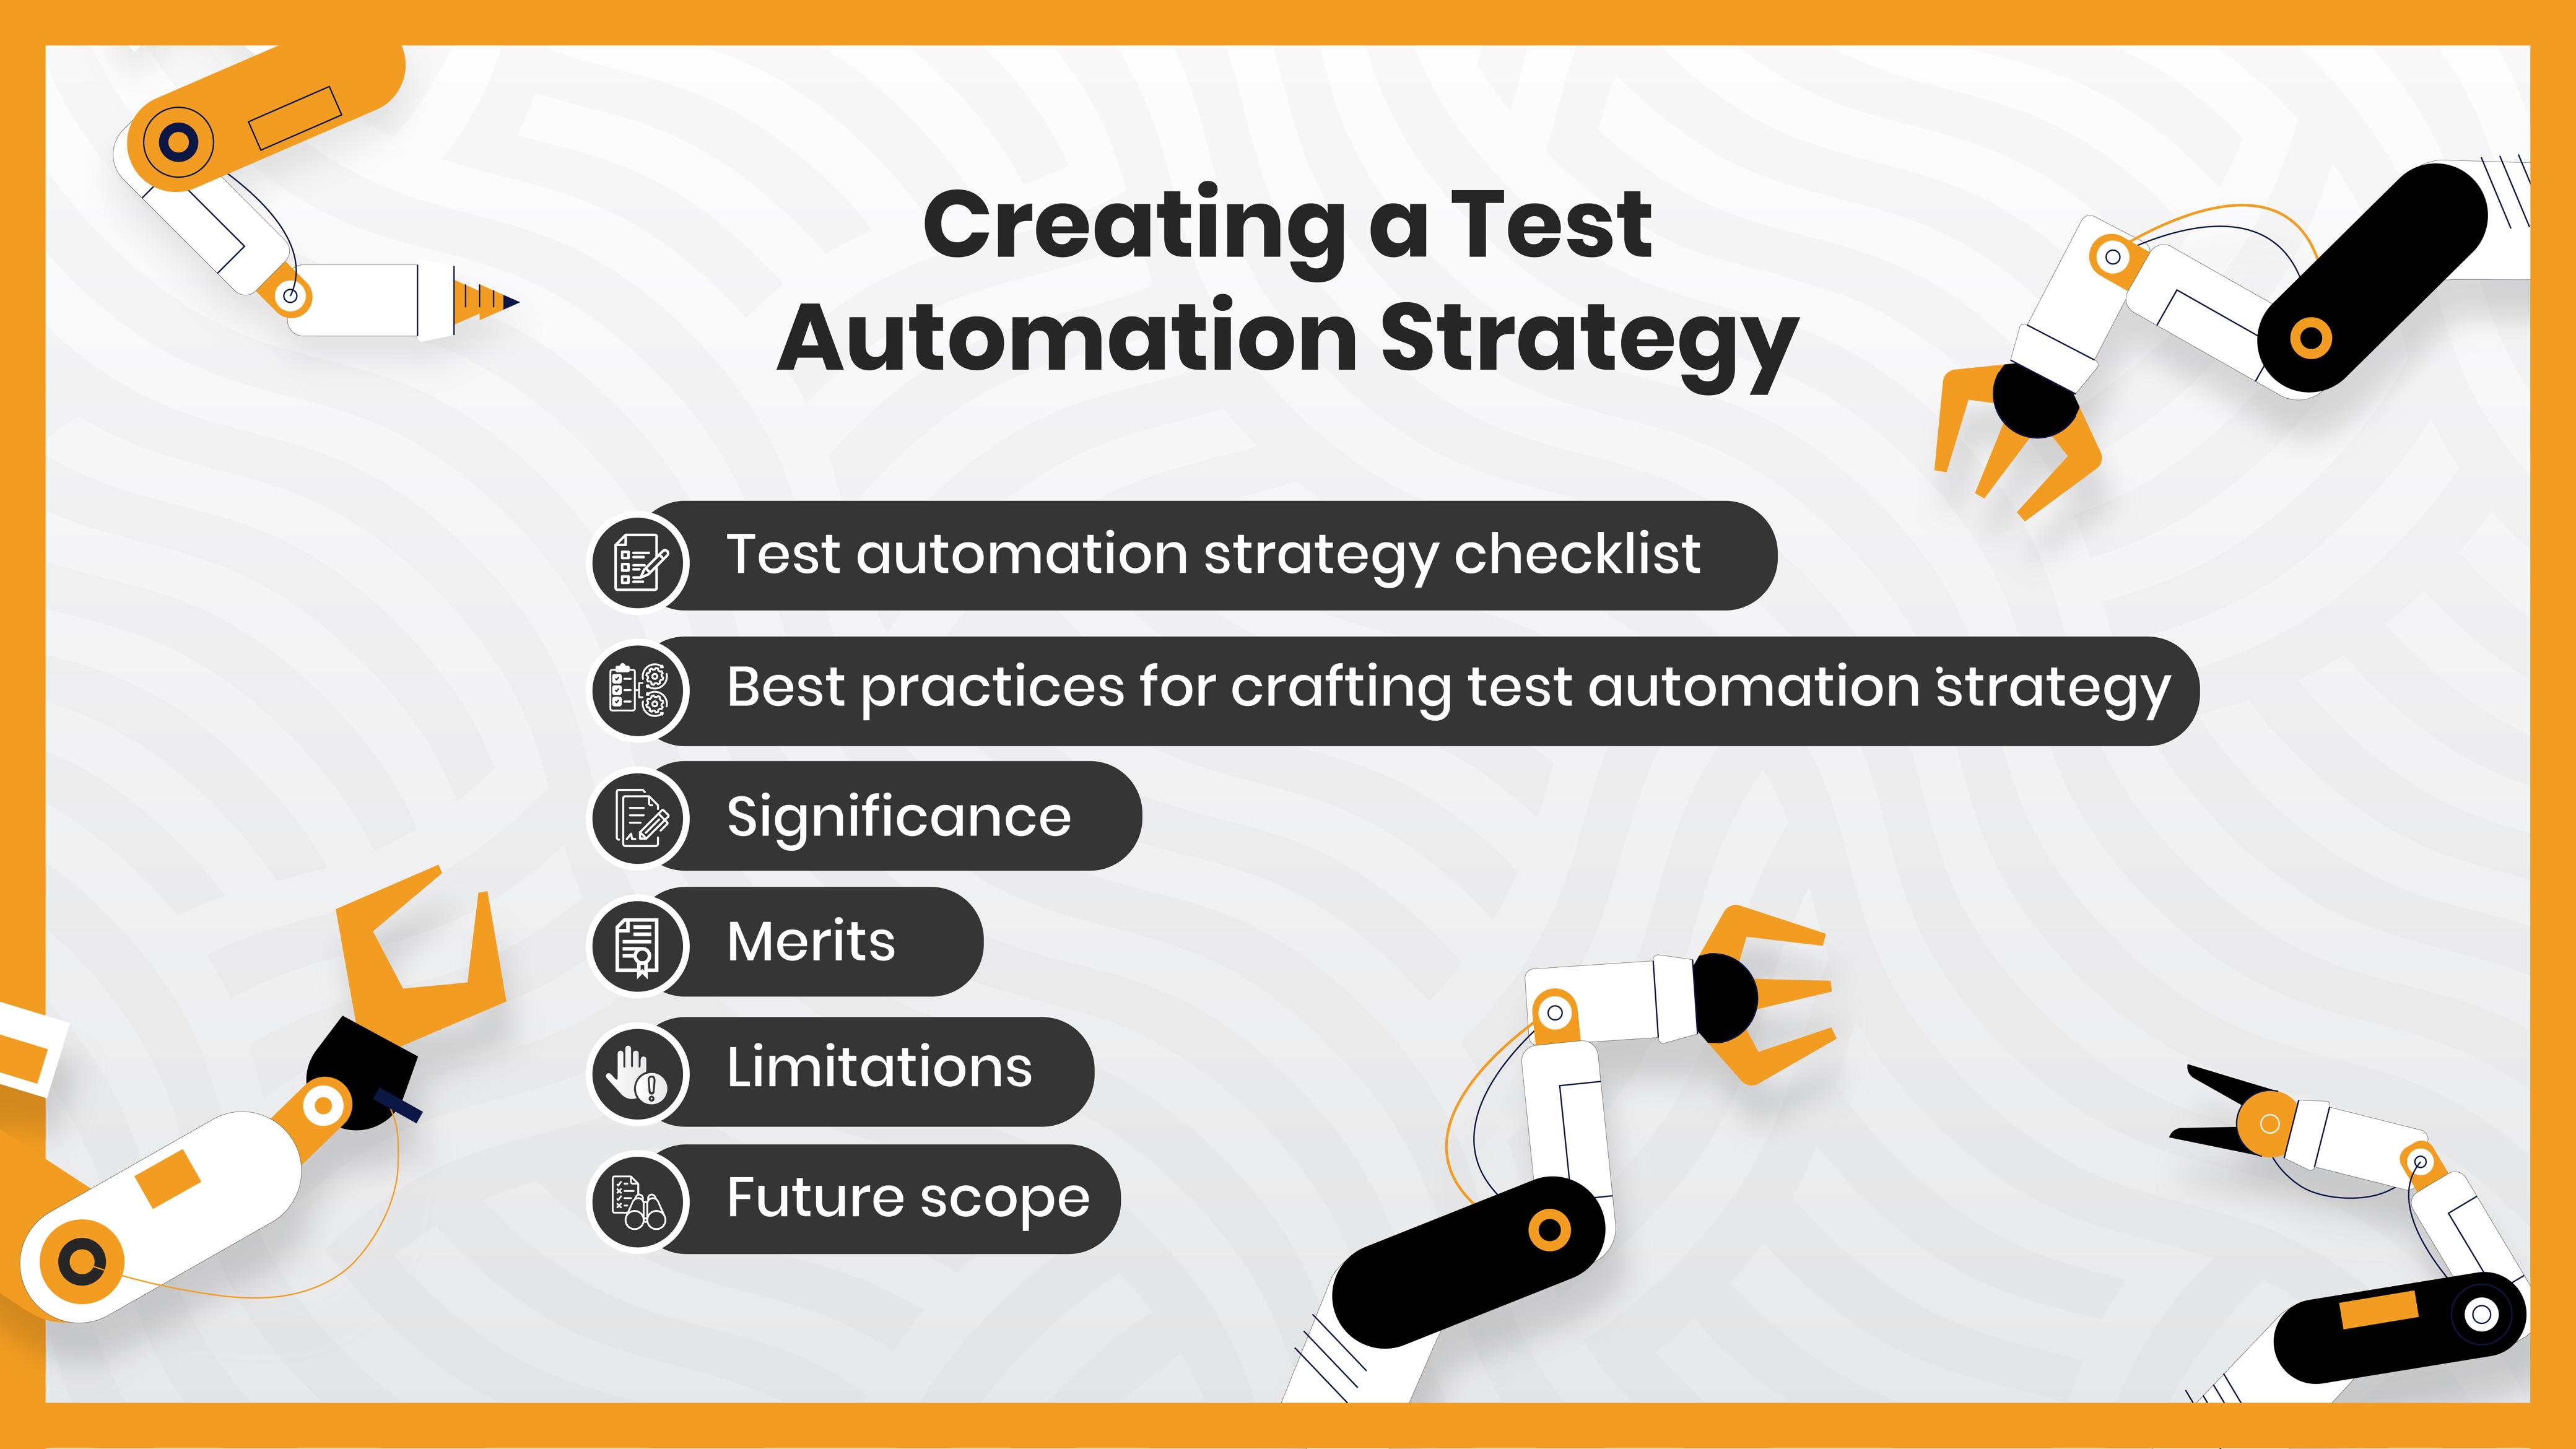 Creating a Test
Automation Strategy
Test automation strategy checklist
Best practices for crafting test automation strategy
Significance
Merits
Limitations
Future scope